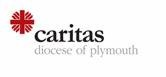 caritas
diocese of plymouth